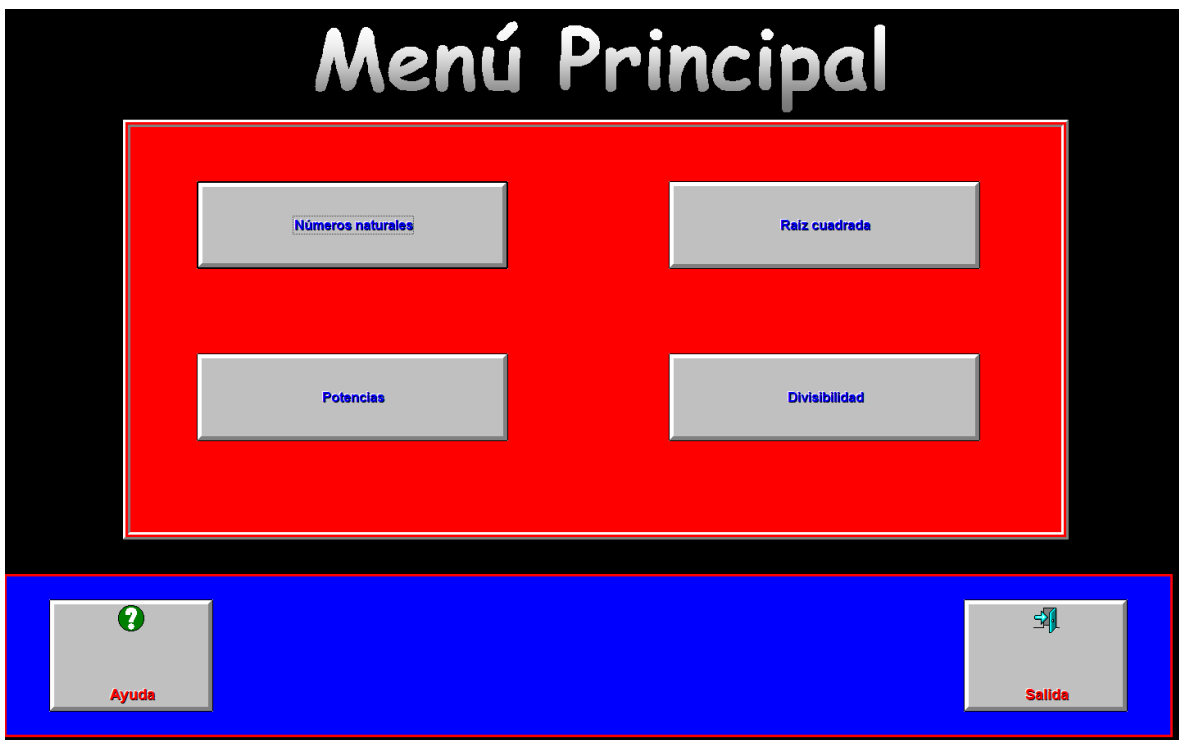 Menú Principal
Números naturales
Raíz cuadrada
Potencias
Divisibilidad
?
Ayuda
Salida